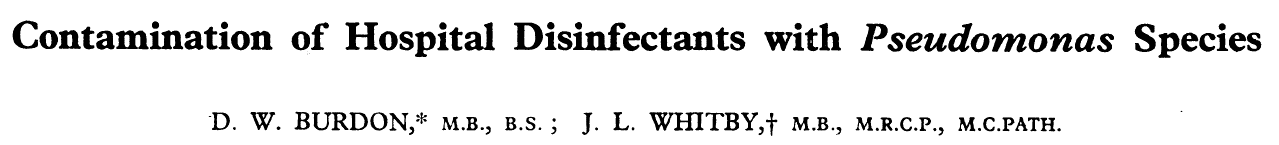 Contamination of Hospital Disinfectants with Pseudomonas Species
D. W. BURDON,* M.B., B.S. ; J. L. WHITBY,† M.B., M.R.C.P., M.C.PATH.